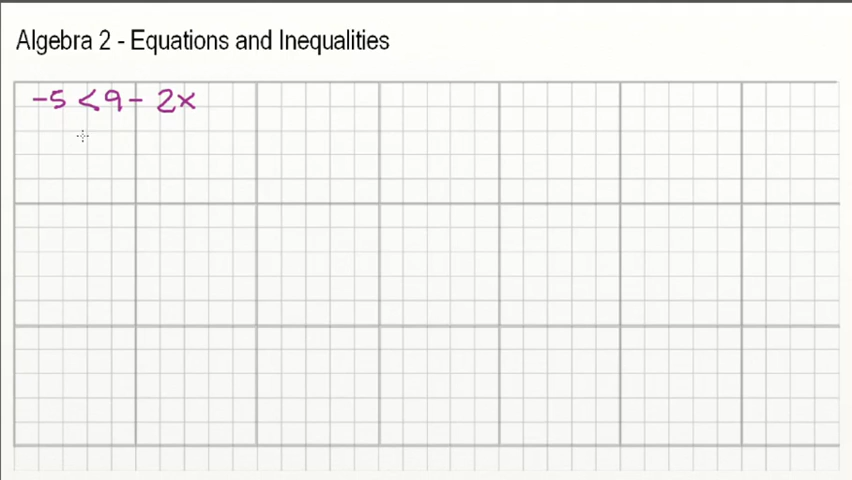 Algebra 2 - Equations and Inequalities
-5 < 9 - 2x